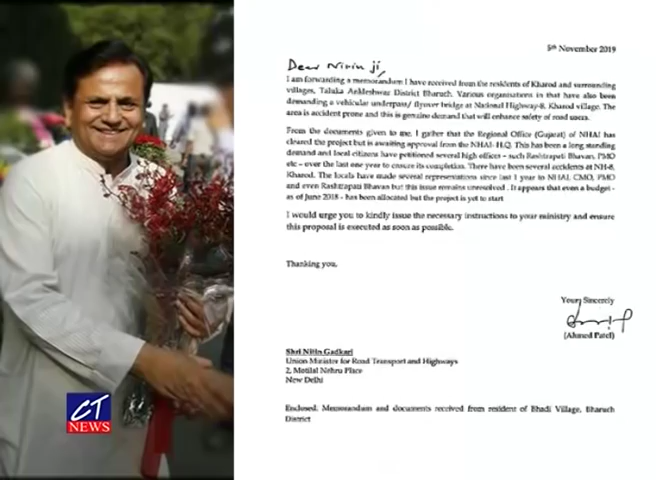 5th November 2019
Dear Nitin ji,
I am forwarding a memorandum I have received from the residents of Kharod and surrounding
villages, Taluka Ankleshwar District Bharuch. Various organisations in that have also been
demanding a vehicular underpass/ flyover bridge at National Highway-8, Kharod village. The
area is accident prone and this is genuine demand that will enhance safety of road users.
From the documents given to me, I gather that the Regional Office (Gujarat) of NHAI has
cleared the project but is awaiting approval from the NHAI- H.Q. This has been a long standing
demand and local citizens have petitioned several high offices – such Rashtrapati Bhavan, PMO
etc – over the last one year to ensure its completion. There have been several accidents at NH-8,
Kharod. The locals have made several representations since last 1 year to NHAI, CMO, PMO
and even Rashtrapati Bhavan but this issue remains unresolved . It appears that even a budget -
as of June 2018 - has been allocated but the project is yet to start
I would urge you to kindly issue the necessary instructions to your ministry and ensure
this proposal is executed as soon as possible.
Thanking you,
Yours Sincerely
(Ahmed Patel)
Shri Nitin Gadkari
Union Minister for Road Transport and Highways
2, Motilal Nehru Place
New Delhi
Enclosed: Memorandum and documents received from resident of Bhadi Village, Bharuch
District
CT
NEWS